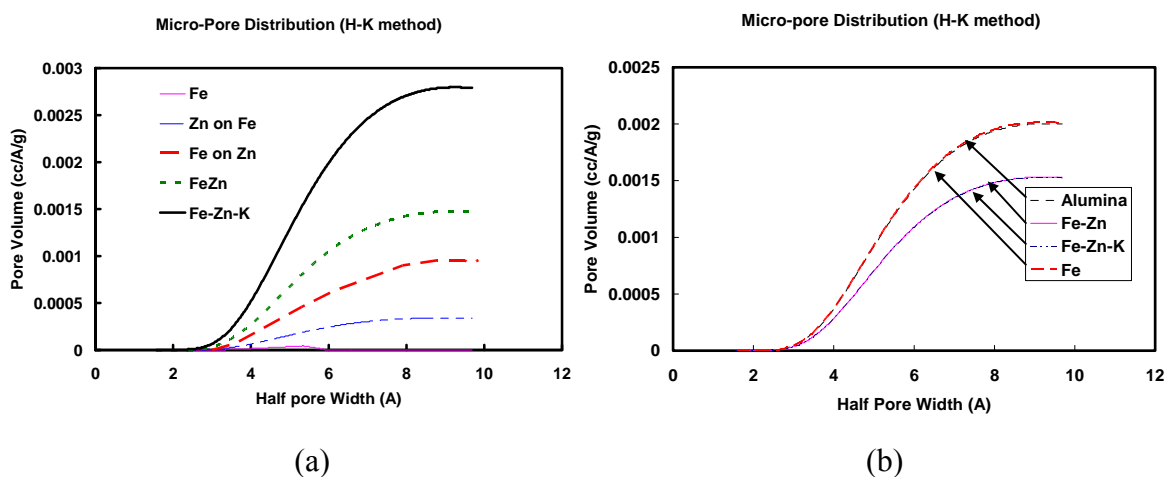 Micro-Pore Distribution (H-K method)
Pore Volume (cc/A/g)
0.003
0.0025
0.002
0.0015
0.001
0.0005
0
Fe
Zn on Fe
Fe on Zn
FeZn
Fe-Zn-K
0 2 4 6 8 10 12
Half pore Width (A)
(a)
Micro-pore Distribution (H-K method)
Pore Volume (cc/A/g)
0.0025
0.002
0.0015
0.001
0.0005
0
Alumina
Fe-Zn
Fe-Zn-K
Fe
0 2 4 6 8 10 12
Half Pore Width (A)
(b)